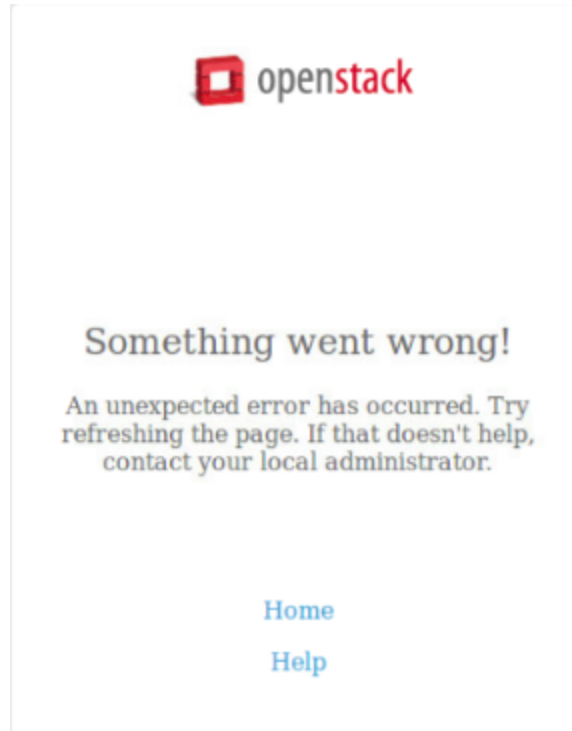 openstack
Something went wrong!
An unexpected error has occurred. Try
refreshing the page. If that doesn't help,
contact your local administrator.
Home
Help